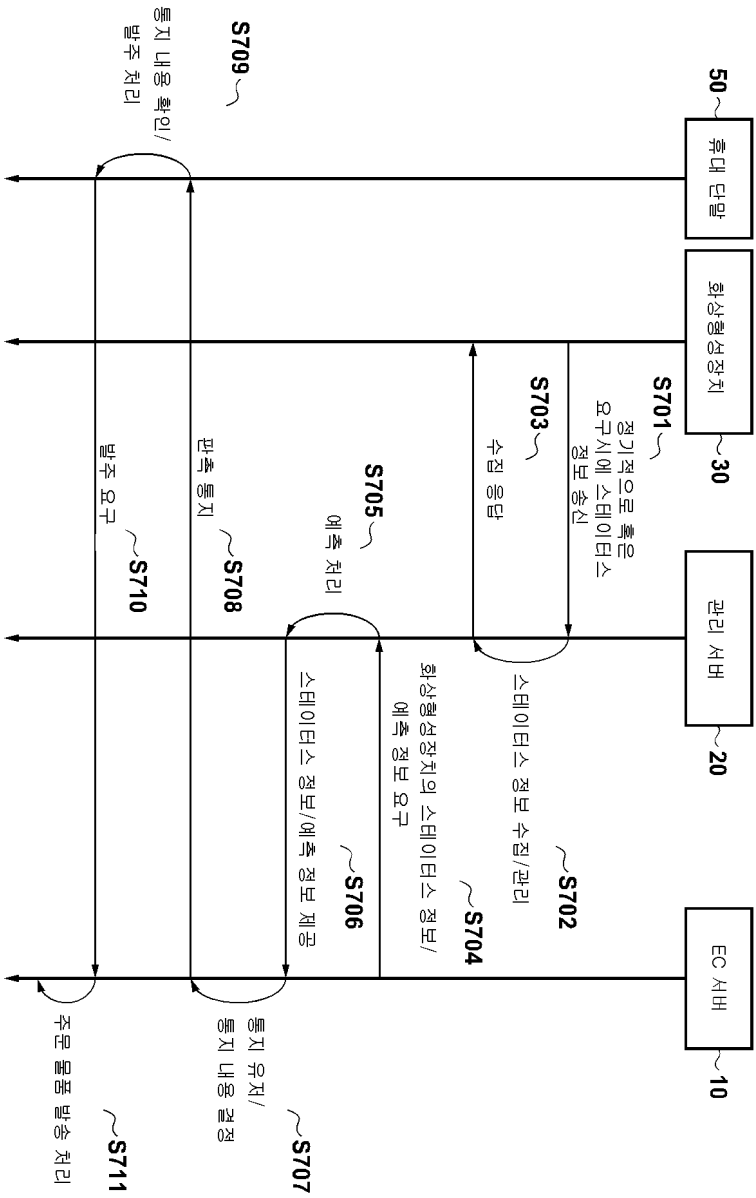 50
휴대 단말
화상형성장치
30
관리 서버
20
EC 서버
10
S701
정기적으로 혹은
요구시에 스테이터스
정보 송신
S702
스테이터스 정보 수집/관리
S703
수집 응답
S704
화상형성장치의 스테이터스 정보/
예측 정보 요구
S705
예측 처리
S706
스테이터스 정보/예측 정보 제공
S707
통지 유저/
통지 내용 결정
S708
판촉 통지
S709
통지 내용 확인/
발주 처리
S710
발주 요구
S711
주문 물품 발송 처리